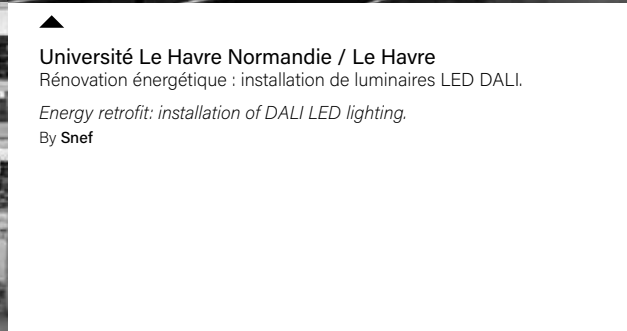 Université Le Havre Normandie / Le Havre
Rénovation énergétique : installation de luminaires LED DALI.
Energy retrofit: installation of DALI LED lighting.
By Snef